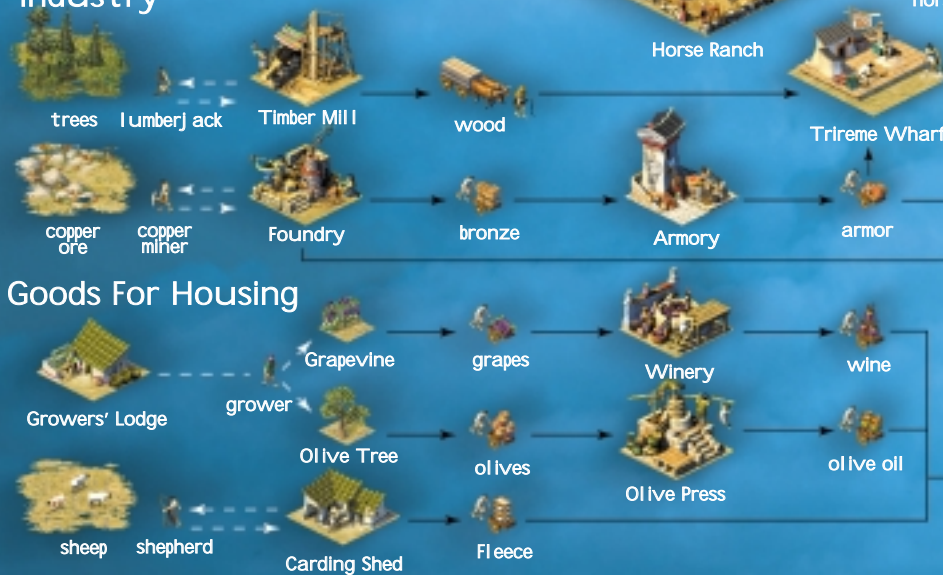 Industry
Horse Ranch
trees
lumberjack
Timber Mill
wood
Trireme Wharf
copper
ore
copper
miner
Foundry
bronze
Armory
armor
Goods For Housing
Growers' Lodge
grower
Grapevine
grapes
Winery
wine
Olive Tree
olives
Olive Press
olive oil
sheep
shepherd
Carding Shed
Fleece